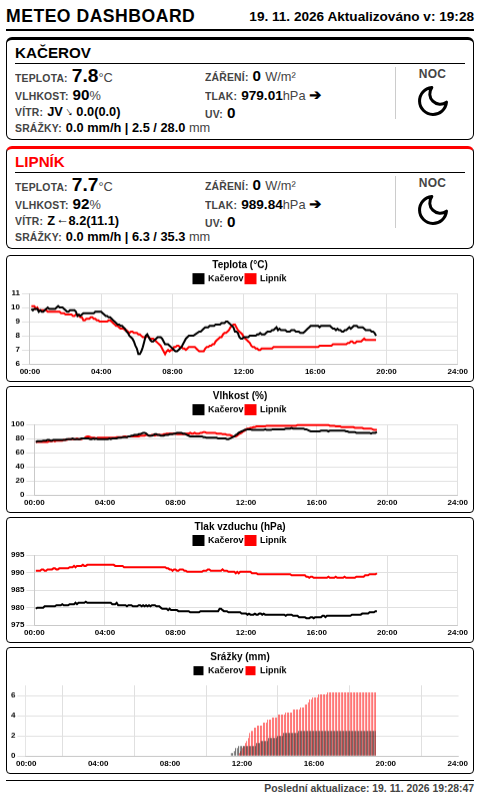 METEO DASHBOARD 19. 11. 2026 Aktualizováno v: 19:28
KAČEROV
TEPLOTA: 7.8°C ZÁŘENÍ: 0 W/m² NOC
VLHKOST: 90% TLAK: 979.01hPa ➔
VÍTR: JV ↘ 0.0(0.0) UV: 0
SRÁŽKY: 0.0 mm/h | 2.5 / 28.0 mm
LIPNÍK
TEPLOTA: 7.7°C ZÁŘENÍ: 0 W/m² NOC
VLHKOST: 92% TLAK: 989.84hPa ➔
VÍTR: Z ←8.2(11.1) UV: 0
SRÁŽKY: 0.0 mm/h | 6.3 / 35.3 mm
Teplota (°C)
Kačerov Lipník
11
10
9
8
7
6
00:00 04:00 08:00 12:00 16:00 20:00 24:00
Vlhkost (%)
Kačerov Lipník
100
80
60
40
20
0
00:00 04:00 08:00 12:00 16:00 20:00 24:00
Tlak vzduchu (hPa)
Kačerov Lipník
995
990
985
980
975
00:00 04:00 08:00 12:00 16:00 20:00 24:00
Srážky (mm)
Kačerov Lipník
6
4
2
0
00:00 04:00 08:00 12:00 16:00 20:00 24:00
Poslední aktualizace: 19. 11. 2026 19:28:47